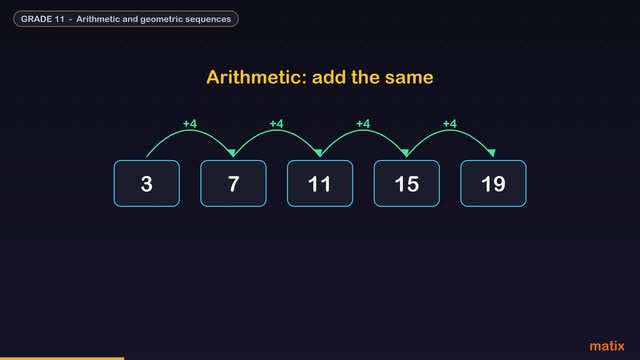 GRADE 11 - Arithmetic and geometric sequences
Arithmetic: add the same
+4 +4 +4 +4
3 7 11 15 19
matix